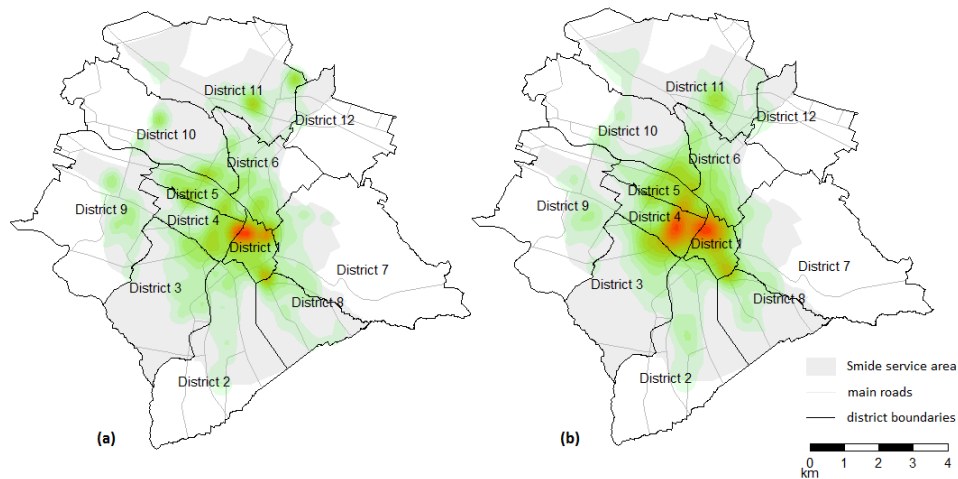 District 11
District 12
District 10
District 6
District 5
District 9
District 4
District 1
District 7
District 3
District 8
District 2
(a)
District 11
District 12
District 10
District 6
District 5
District 9
District 4
District 1
District 7
District 3
District 8
District 2
(b)
Smide service area
main roads
district boundaries
0 1 2 3 4
km